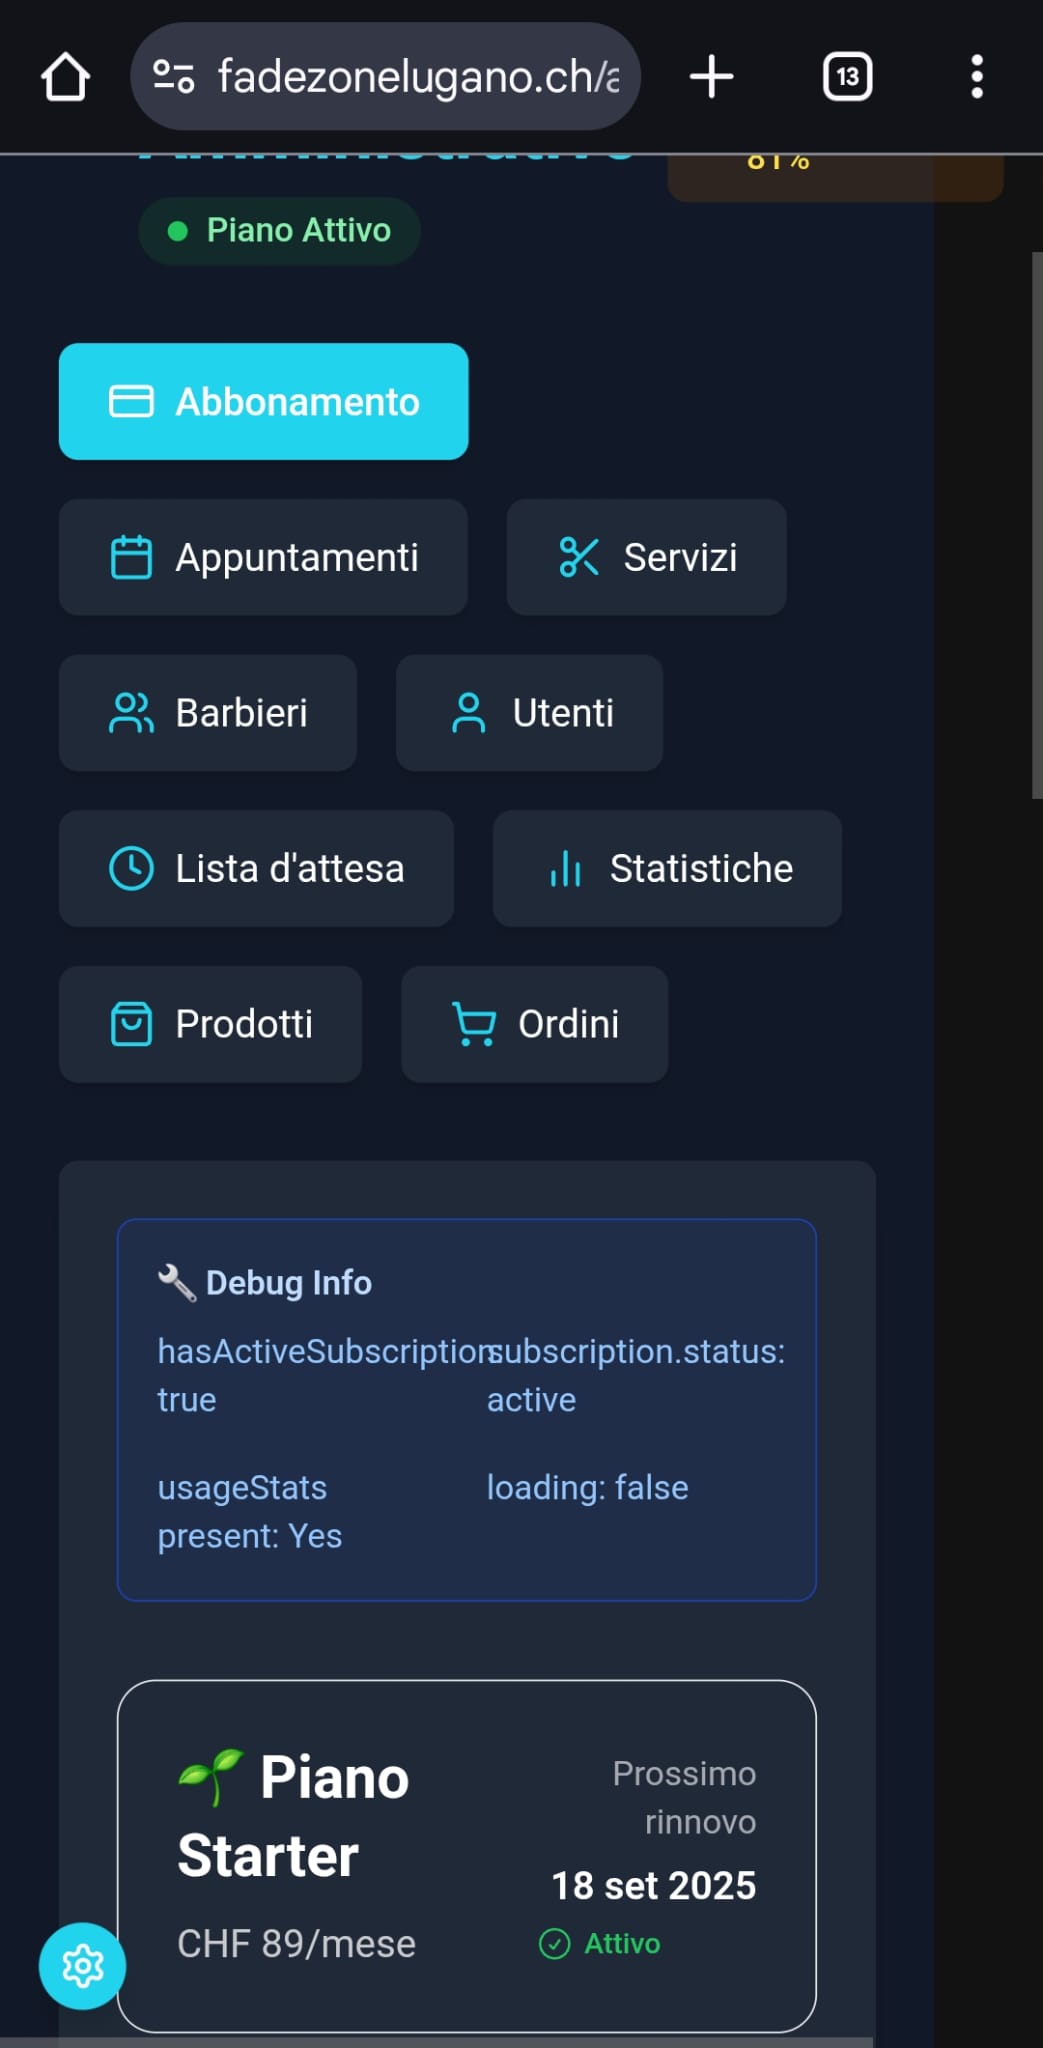 fadezonelugano.ch/a
13
Amministrativo
81%
Piano Attivo
Abbonamento
Appuntamenti
Servizi
Barbieri
Utenti
Lista d'attesa
Statistiche
Prodotti
Ordini
🔧 Debug Info
hasActiveSubscription:
true
subscription.status:
active
usageStats
present: Yes
loading: false
🌱 Piano
Starter
CHF 89/mese
Prossimo
rinnovo
18 set 2025
Attivo